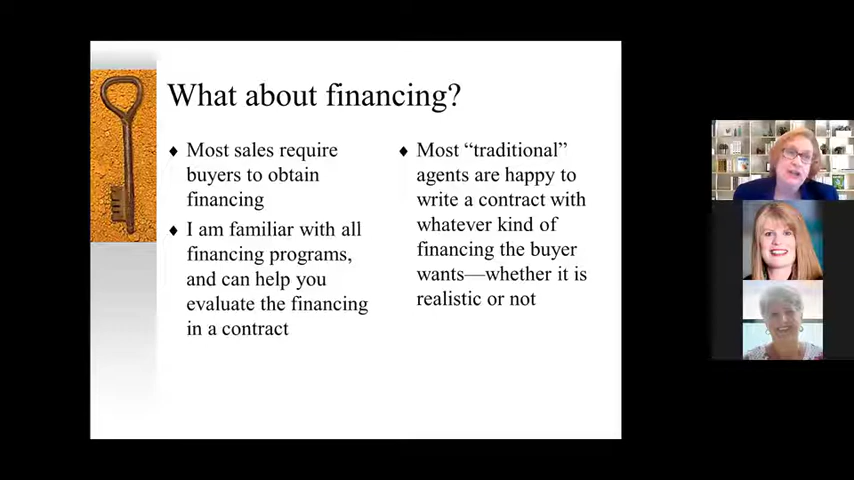 What about financing?
♦ Most sales require
buyers to obtain
financing
♦ I am familiar with all
financing programs,
and can help you
evaluate the financing
in a contract
♦ Most “traditional”
agents are happy to
write a contract with
whatever kind of
financing the buyer
wants—whether it is
realistic or not